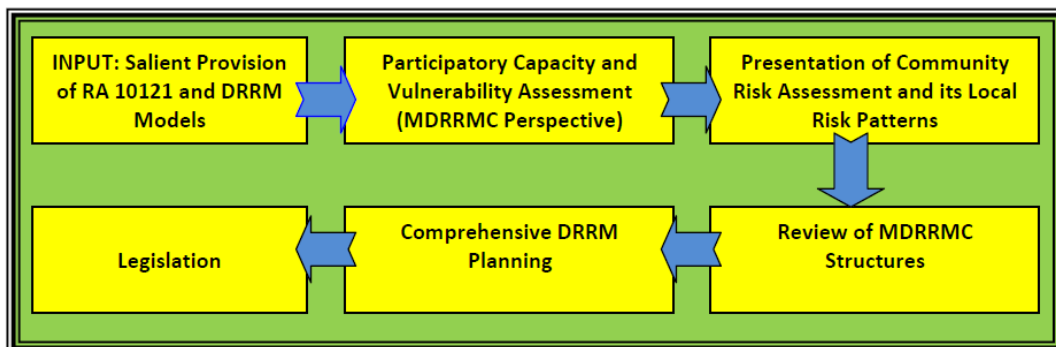 INPUT: Salient Provision
of RA 10121 and DRRM
Models
Participatory Capacity and
Vulnerability Assessment
(MDRRMC Perspective)
Presentation of Community
Risk Assessment and its Local
Risk Patterns
Review of MDRRMC
Structures
Comprehensive DRRM
Planning
Legislation